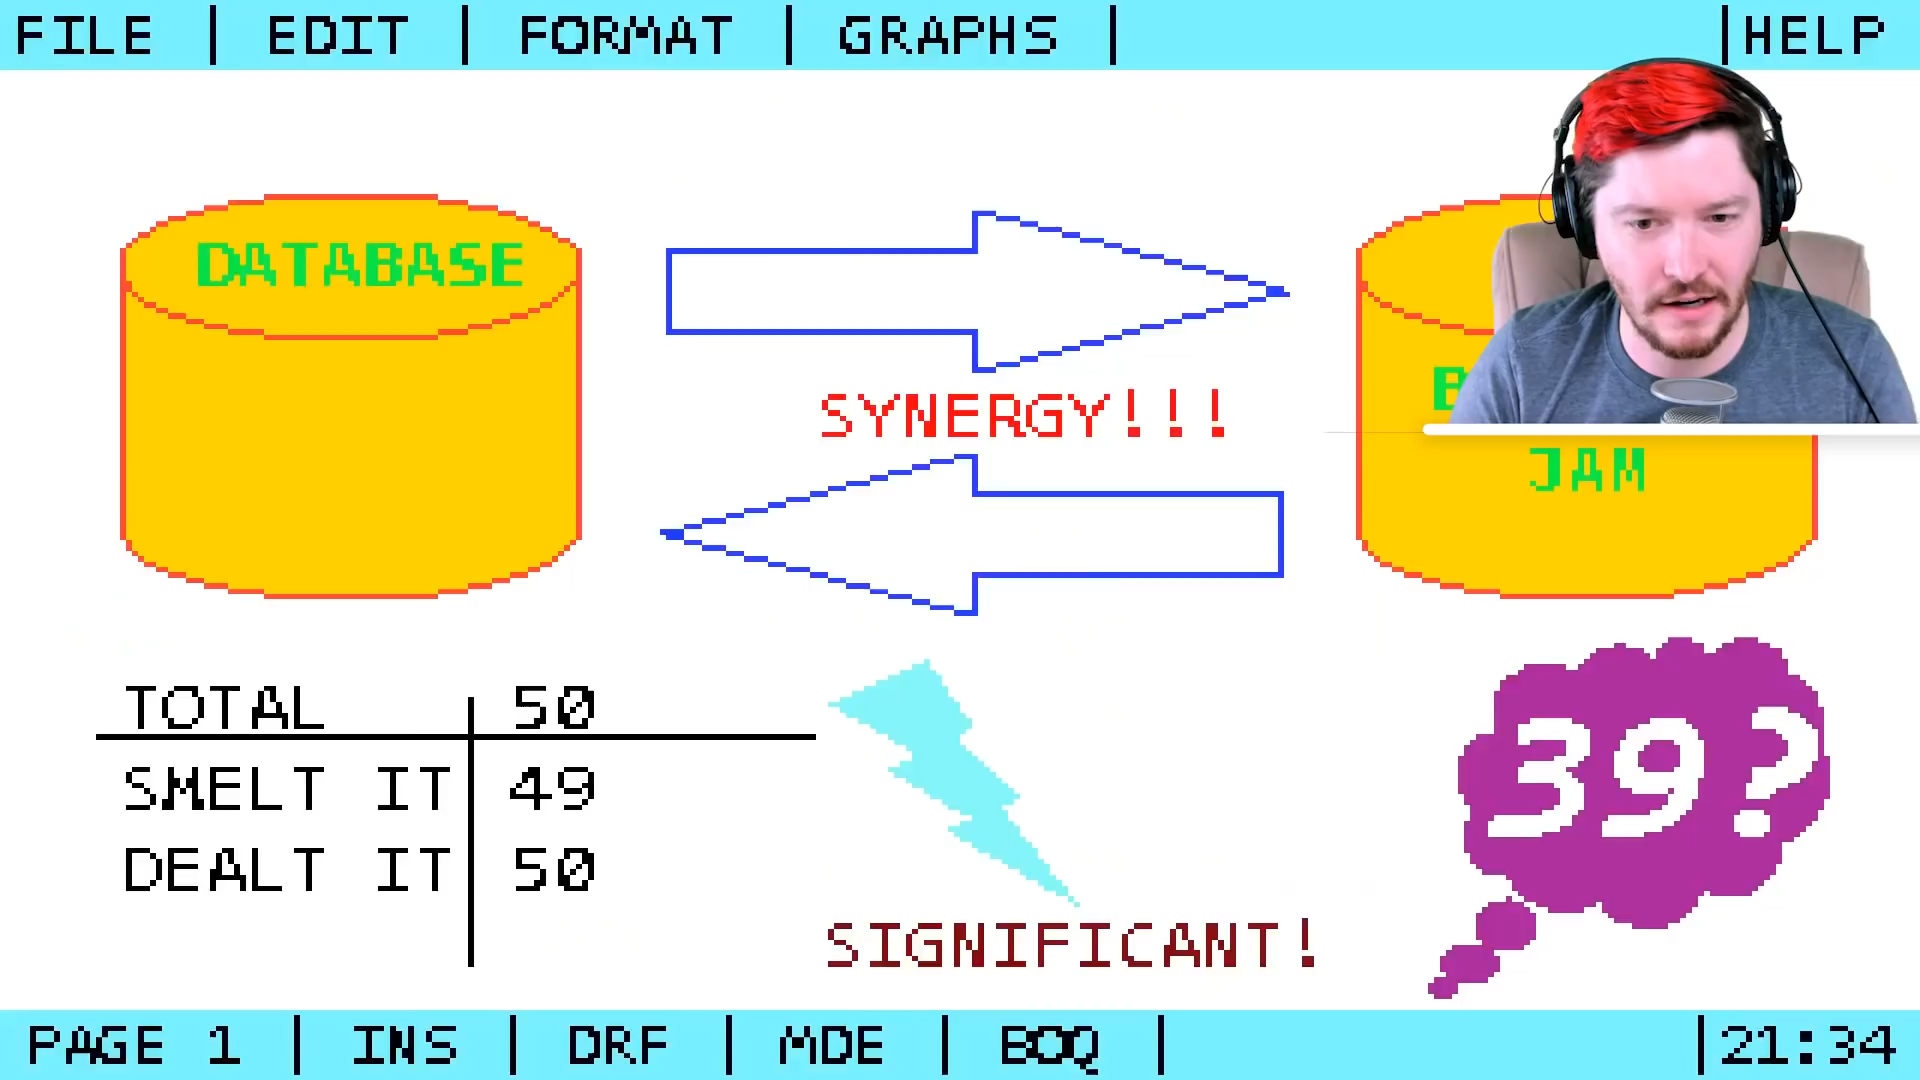 FILE | EDIT | FORMAT | GRAPHS | | HELP
DATABASE
SYNERGY!!!
JAM
TOTAL 50
SMELT IT 49
DEALT IT 50
39?
SIGNIFICANT!
PAGE 1 | INS | DRF | MDE | BOQ | | 21:34